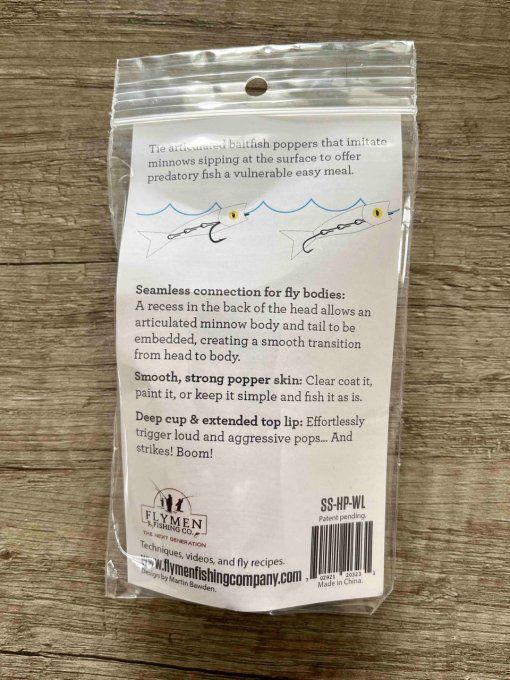 Tie articulated baitfish poppers that imitate
minnows sipping at the surface to offer
predatory fish a vulnerable easy meal.
Seamless connection for fly bodies:
A recess in the back of the head allows an
articulated minnow body and tail to be
embedded, creating a smooth transition
from head to body.
Smooth, strong popper skin: Clear coat it,
paint it, or keep it simple and fish it as is.
Deep cup & extended top lip: Effortlessly
trigger loud and aggressive pops... And
strikes! Boom!
FLYMEN
FISHING CO.
THE NEXT GENERATION
Techniques, videos, and fly recipes.
www.flymenfishingcompany.com
Design by Martin Bawden.
SS-HP-WL
Patent pending.
7 02921 20323 1
Made in China.